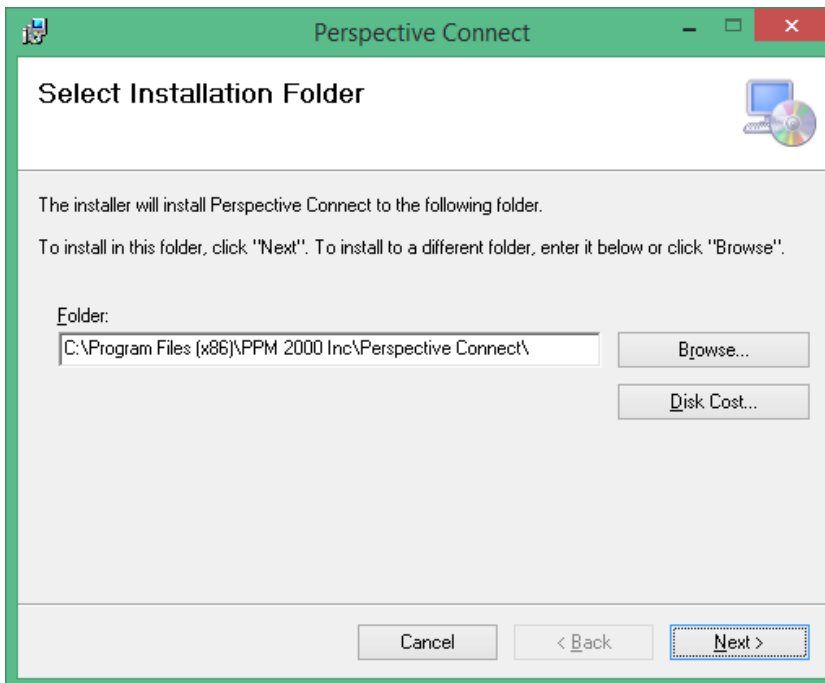 Perspective Connect
Select Installation Folder
The installer will install Perspective Connect to the following folder.
To install in this folder, click "Next". To install to a different folder, enter it below or click "Browse".
Folder:
C:\Program Files (x86)\PPM 2000 Inc\Perspective Connect\
Browse...
Disk Cost...
Cancel
< Back
Next >